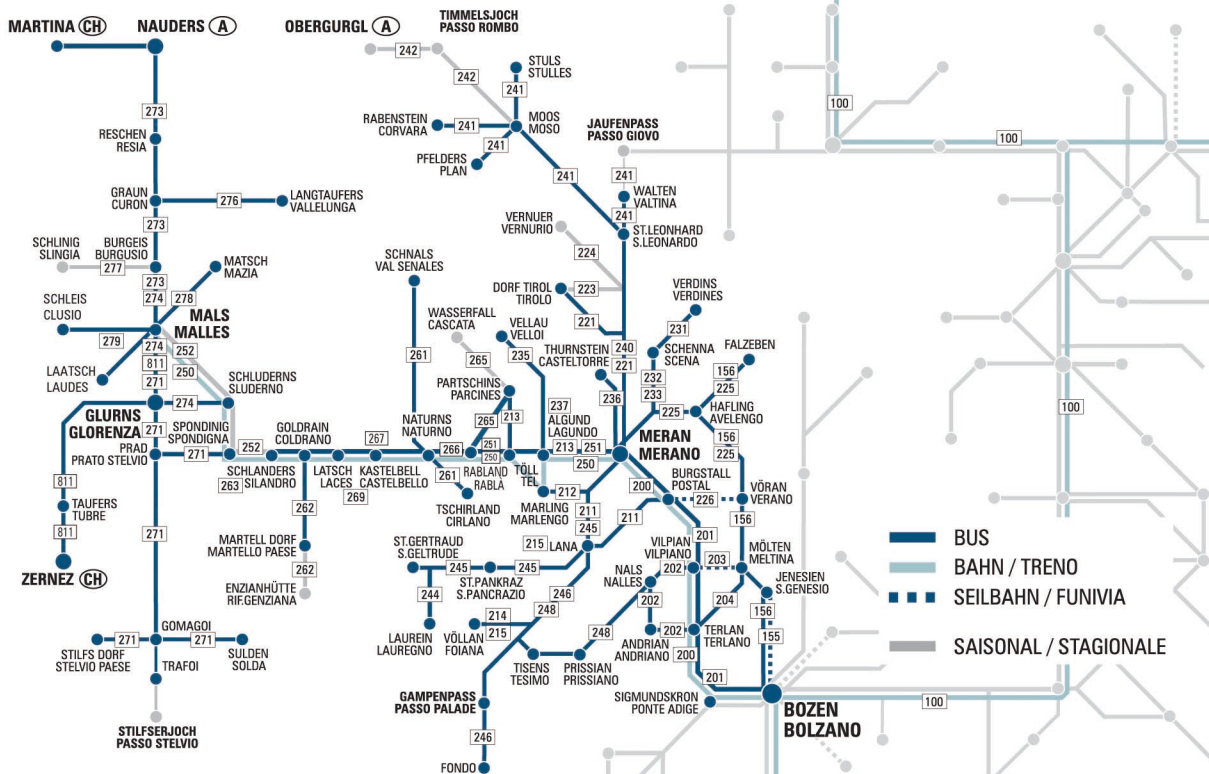 MARTINA CH
NAUDERS A
OBERGURGL A
TIMMELSJOCH
PASSO ROMBO
242
242
STULS
STULLES
241
100
273
RABENSTEIN
CORVARA
241
MOOS
MOSO
100
RESCHEN
RESIA
241
PFELDERS
PLAN
JAUFENPASS
PASSO GIOVO
241
241
GRAUN
CURON
276
LANGTAUFERS
VALLELUNGA
WALTEN
VALTINA
273
VERNUER
VERNURIO
241
ST.LEONHARD
S.LEONARDO
SCHLINIG
SLINGIA
BURGEIS
BURGUSIO
277
MATSCH
MAZIA
SCHNALS
VAL SENALES
224
273
274
278
DORF TIROL
TIROLO
223
VERDINS
VERDINES
SCHLEIS
CLUSIO
MALS
MALLES
WASSERFALL
CASCATA
VELLAU
VELLOI
221
231
279
274
252
261
265
235
THURNSTEIN
CASTELTORRE
240
221
SCHENNA
SCENA
FALZEBEN
811
250
LAATSCH
LAUDES
271
SCHLUDERNS
SLUDERNO
PARTSCHINS
PARCINES
236
232
233
156
225
GLURNS
GLORENZA
274
265
213
237
225
HAFLING
AVELENGO
271
SPONDING
SPONDIGNA
GOLDRAIN
COLDRANO
267
NATURNS
NATURNO
ALGUND
LAGUNDO
156
225
PRAD
PRATO STELVIO
271
252
266
251
250
213
251
250
MERAN
MERANO
SCHLANDERS
SILANDRO
263
LATSCH
LACES
KASTELBELL
CASTELBELLO
269
261
RABLAND
RABLÀ
TÖLL
TEL
BURGSTALL
POSTAL
100
811
TAUFERS
TUBRE
TSCHIRLAND
CIRLANO
MARLING
MARLENGO
212
200
226
VÖRAN
VERANO
262
211
245
211
156
811
271
201
ZERNEZ CH
MARTELL DORF
MARTELLO PAESE
ST.GERTRAUD
S.GELTRUDE
215
LANA
VILPIAN
VILPIANO
MÖLTEN
MELTINA
BUS
262
245
245
NALS
NALLES
202
203
BAHN / TRENO
ENZIANHÜTTE
RIF.GENZIANA
ST.PANKRAZ
S.PANCRAZIO
246
JENESIEN
S.GENESIO
SEILBAHN / FUNIVIA
244
248
202
204
156
214
215
GOMAGOI
LAUREIN
LAUREGNO
VÖLLAN
FOIANA
248
ANDRIAN
ANDRIANO
202
TERLAN
TERLANO
155
SAISONAL / STAGIONALE
271
271
200
STILFS DORF
STELVIO PAESE
TRAFOI
SULDEN
SOLDA
TISENS
TESIMO
PRISSIAN
PRISSIANO
201
GAMPENPASS
PASSO PALADE
SIGMUNDSKRON
PONTE ADIGE
100
STILFSERJOCH
PASSO STELVIO
BOZEN
BOLZANO
246
FONDO